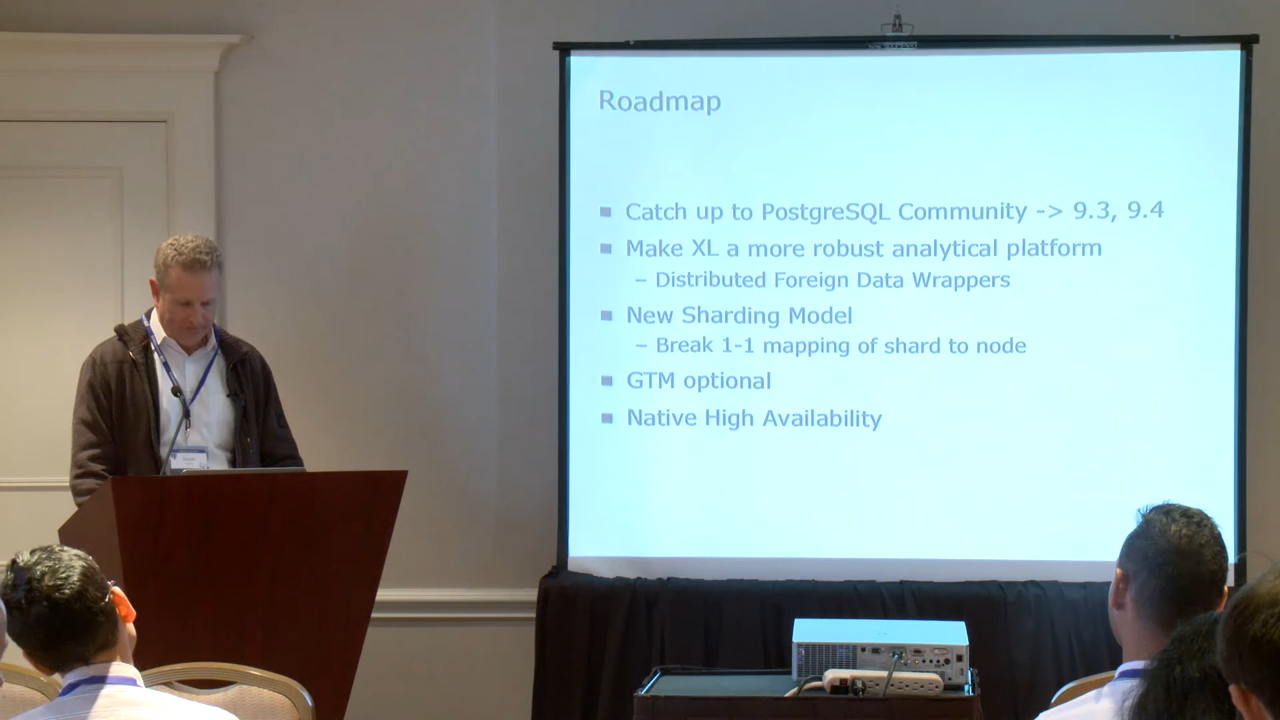 Roadmap
Catch up to PostgreSQL Community -> 9.3, 9.4
Make XL a more robust analytical platform
– Distributed Foreign Data Wrappers
New Sharding Model
– Break 1-1 mapping of shard to node
GTM optional
Native High Availability